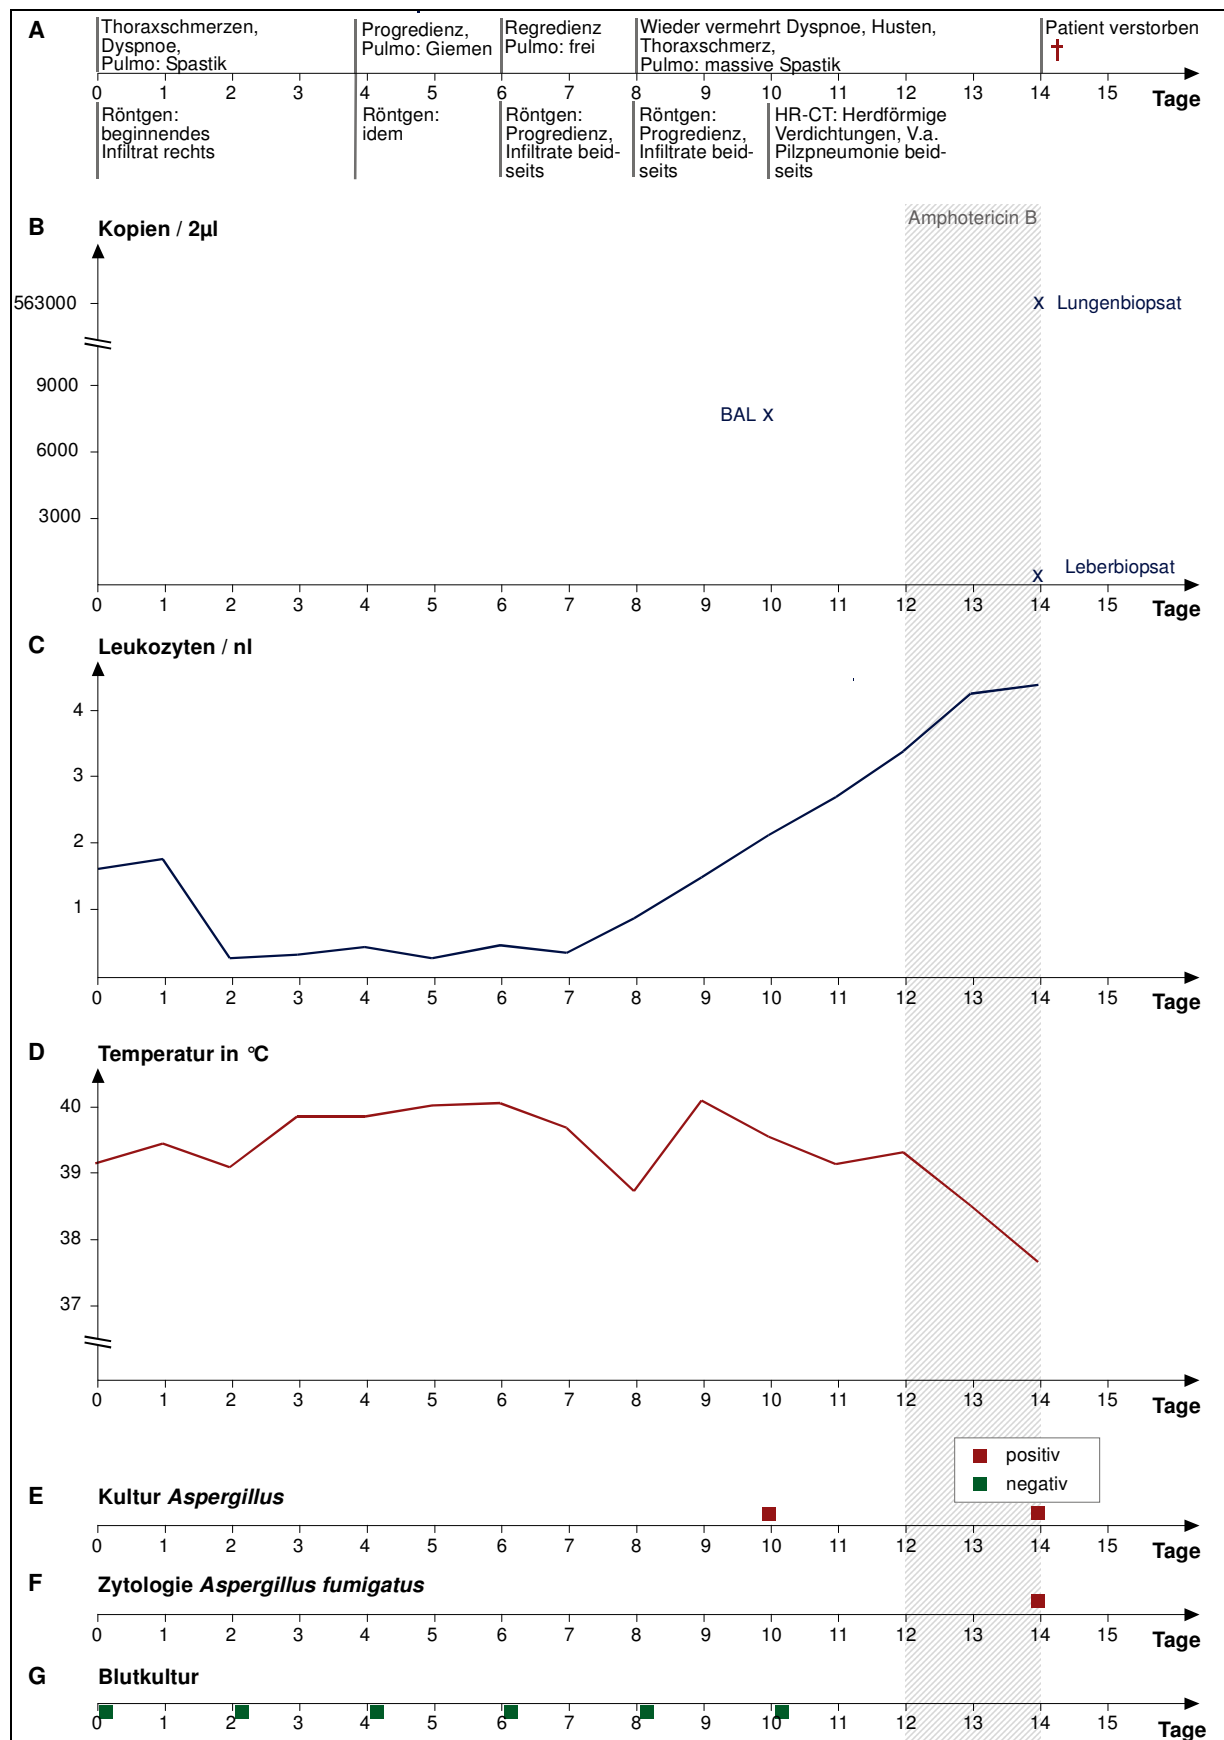 A
Thoraxschmerzen,
Dyspnoe,
Pulmo: Spastik
Progredienz,
Pulmo: Giemen
Regredienz
Pulmo: frei
Wieder vermehrt Dyspnoe, Husten,
Thoraxschmerz,
Pulmo: massive Spastik
Patient verstorben
0 1 2 3 4 5 6 7 8 9 10 11 12 13 14 15
Tage
Röntgen:
beginnendes
Infiltrat rechts
Röntgen:
idem
Röntgen:
Progredienz,
Infiltrate beid-
seits
Röntgen:
Progredienz,
Infiltrate beid-
seits
HR-CT: Herdförmige
Verdichtungen, V.a.
Pilzpneumonie beid-
seits
B
Kopien / 2µl
Amphotericin B
563000
x Lungenbiopsat
9000
BAL x
6000
3000
x Leberbiopsat
0 1 2 3 4 5 6 7 8 9 10 11 12 13 14 15
Tage
C
Leukozyten / nl
4
3
2
1
0 1 2 3 4 5 6 7 8 9 10 11 12 13 14 15
Tage
D
Temperatur in °C
40
39
38
37
0 1 2 3 4 5 6 7 8 9 10 11 12 13 14 15
Tage
positiv
negativ
E
Kultur Aspergillus
0 1 2 3 4 5 6 7 8 9 10 11 12 13 14 15
Tage
F
Zytologie Aspergillus fumigatus
0 1 2 3 4 5 6 7 8 9 10 11 12 13 14 15
Tage
G
Blutkultur
0 1 2 3 4 5 6 7 8 9 10 11 12 13 14 15
Tage